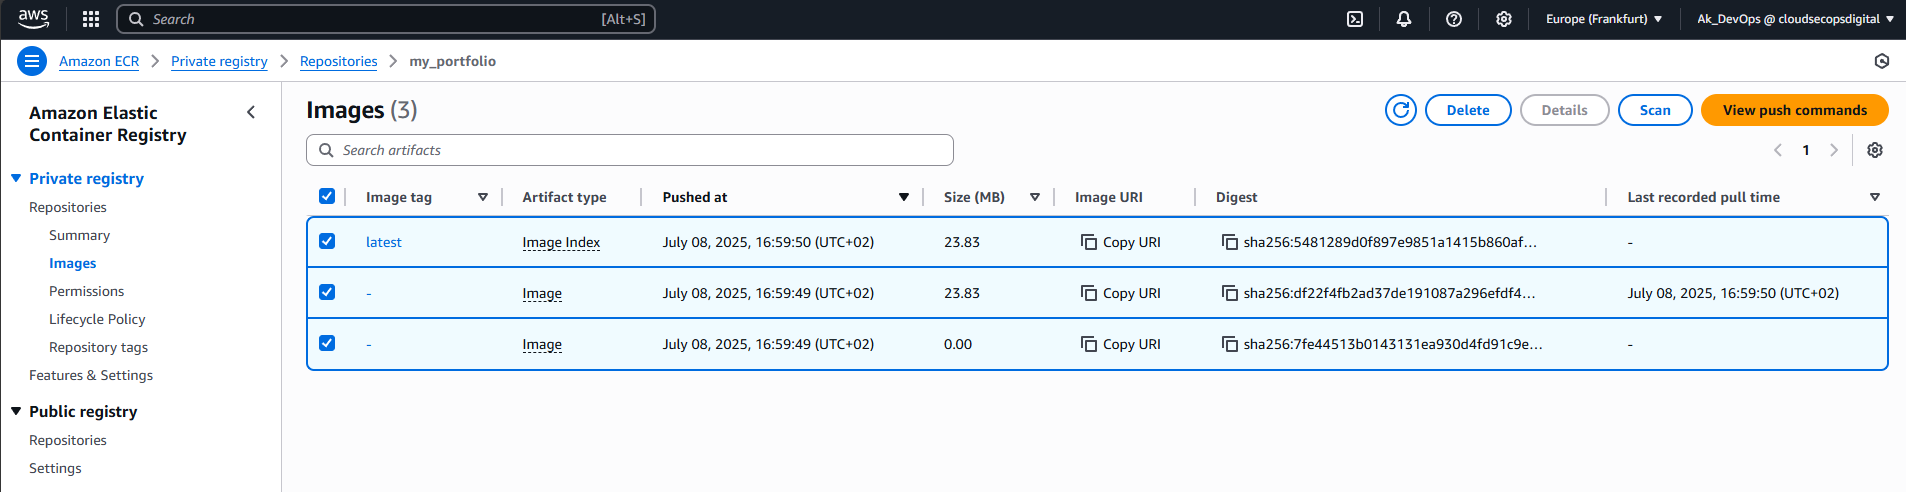 aws Search [Alt+S] Europe (Frankfurt) Ak_DevOps @ cloudsecopsdigital
Amazon ECR Private registry Repositories my_portfolio
Amazon Elastic
Container Registry
Private registry
Repositories
Summary
Images
Permissions
Lifecycle Policy
Repository tags
Features & Settings
Public registry
Repositories
Settings
Images (3) Delete Details Scan View push commands
Search artifacts 1
Image tag Artifact type Pushed at Size (MB) Image URI Digest Last recorded pull time
latest Image Index July 08, 2025, 16:59:50 (UTC+02) 23.83 Copy URI sha256:5481289d0f897e9851a1415b860af... -
- Image July 08, 2025, 16:59:49 (UTC+02) 23.83 Copy URI sha256:df22f4fb2ad37de191087a296efdf4... July 08, 2025, 16:59:50 (UTC+02)
- Image July 08, 2025, 16:59:49 (UTC+02) 0.00 Copy URI sha256:7fe44513b0143131ea930d4fd91c9e... -